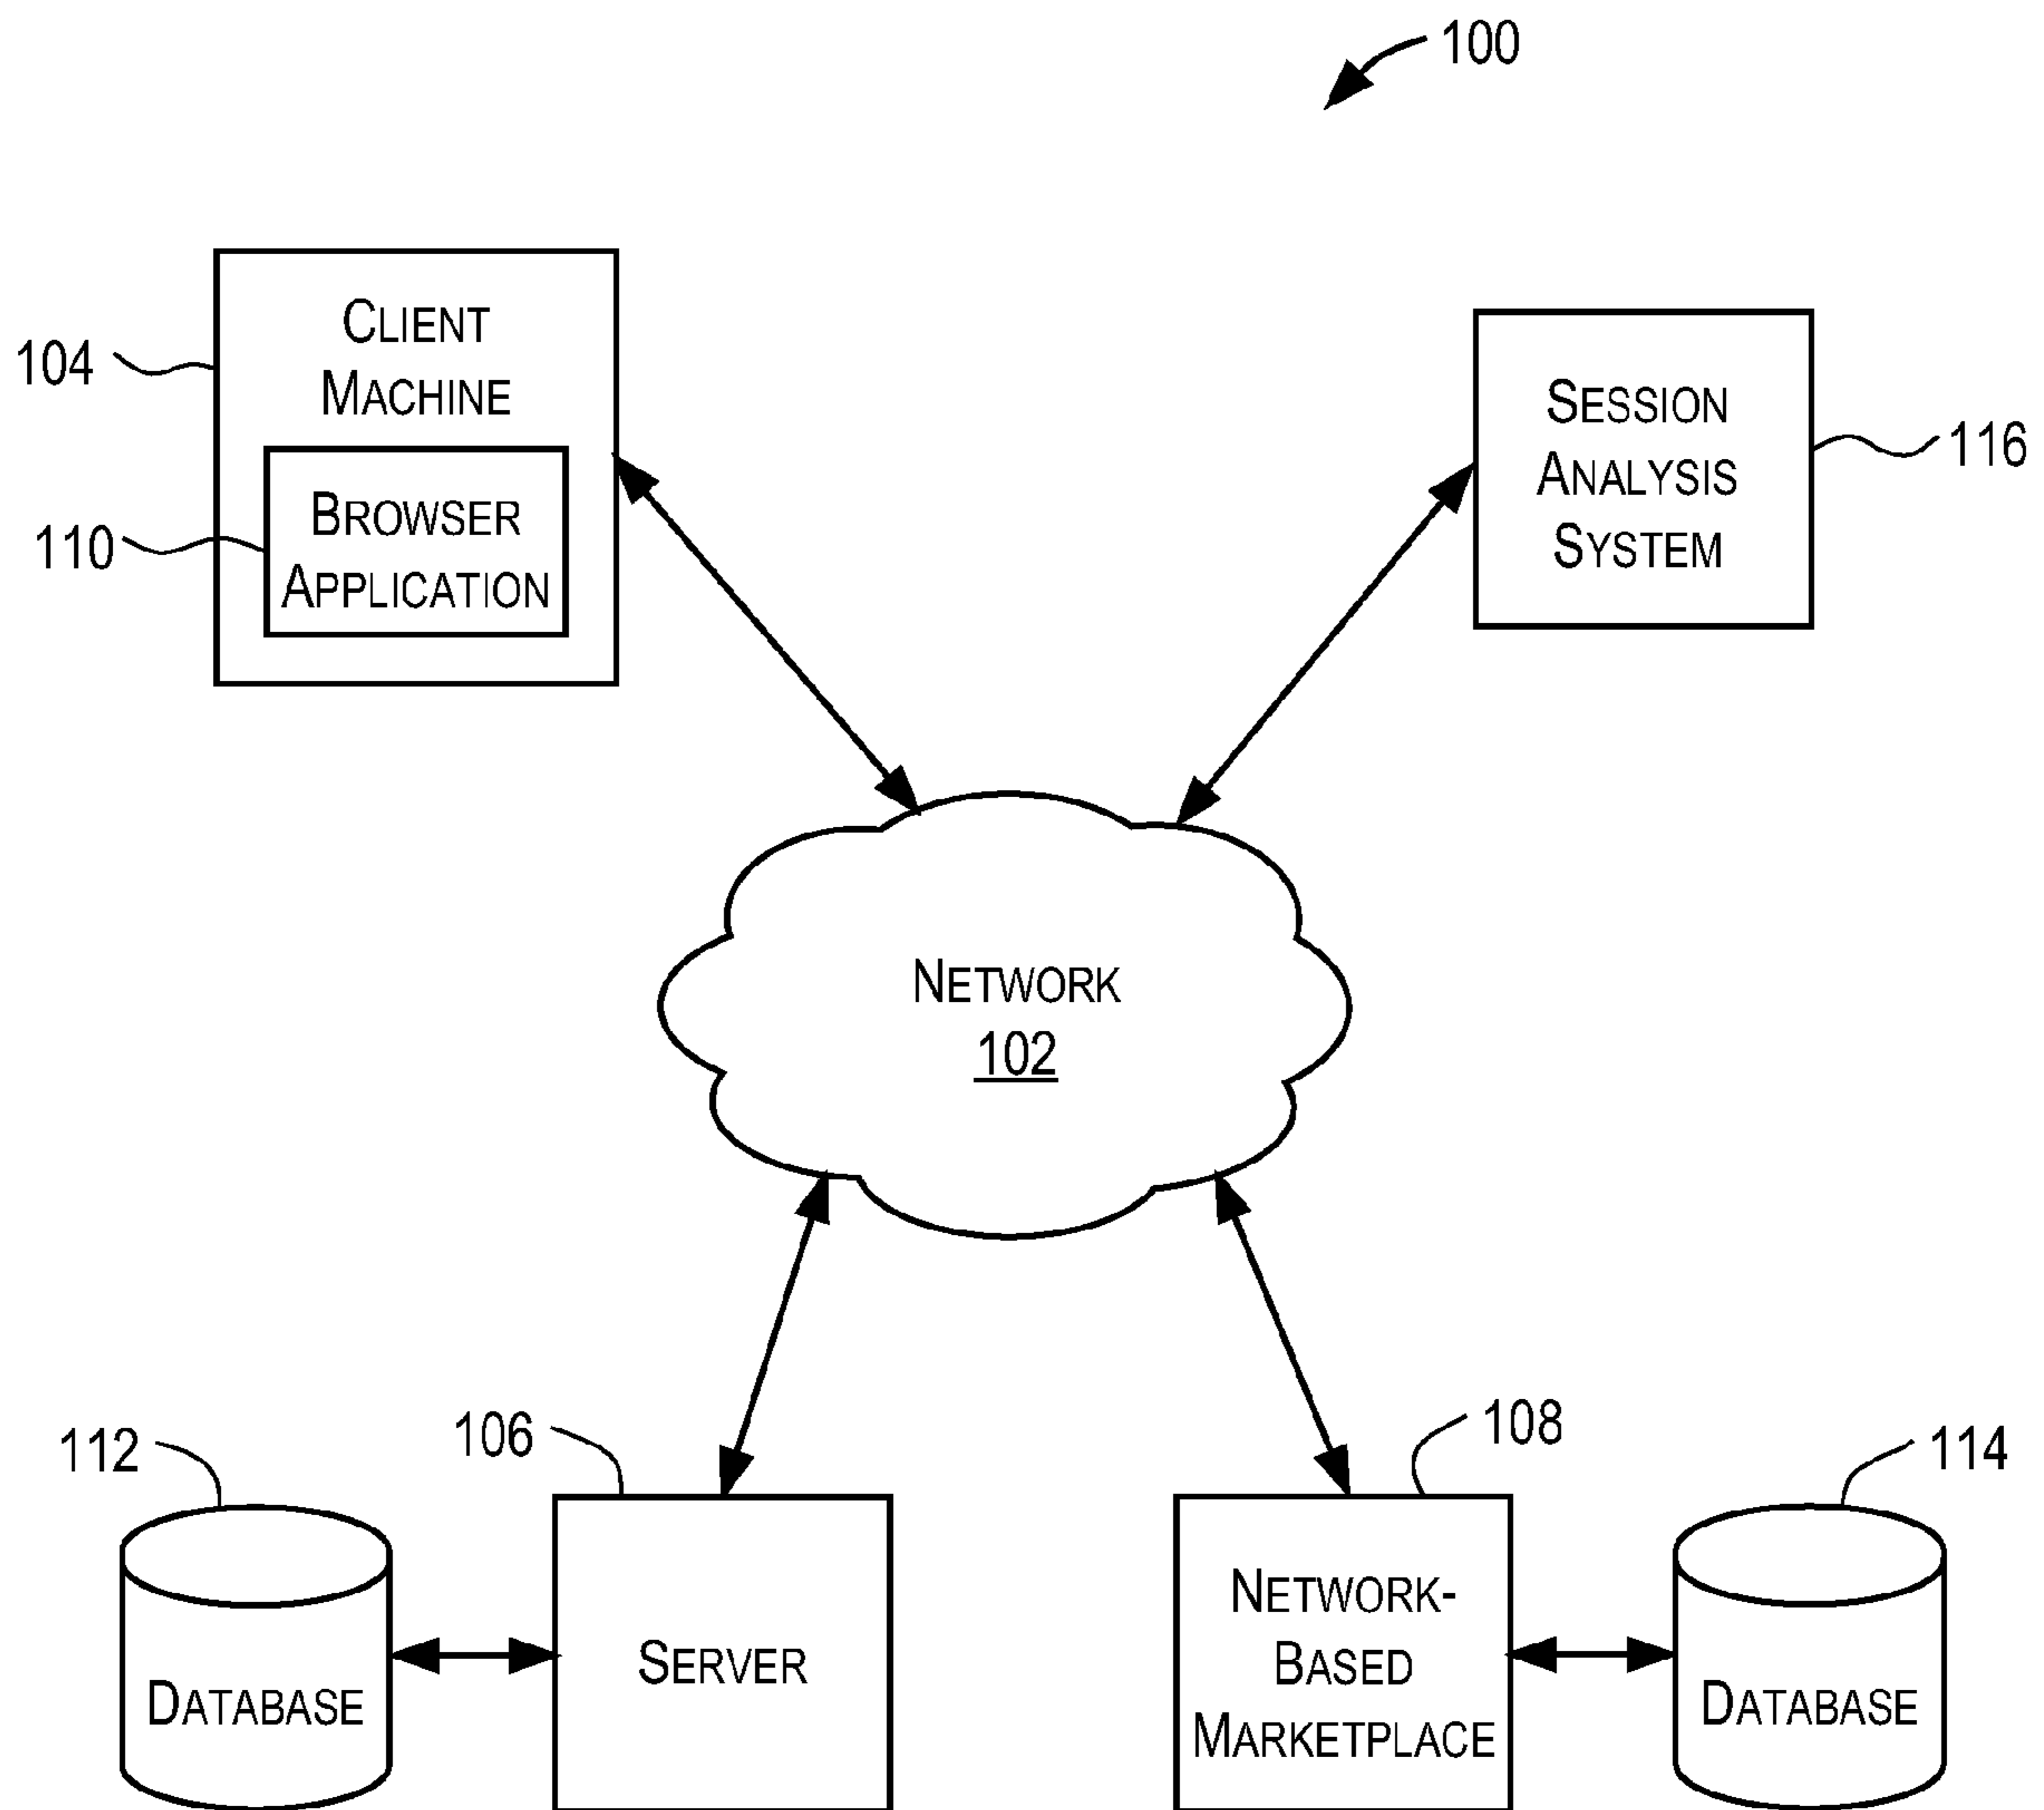 100
CLIENT
MACHINE
104
BROWSER
APPLICATION
110
SESSION
ANALYSIS
SYSTEM
116
NETWORK
102
112
106
108
114
DATABASE
SERVER
NETWORK-
BASED
MARKETPLACE
DATABASE